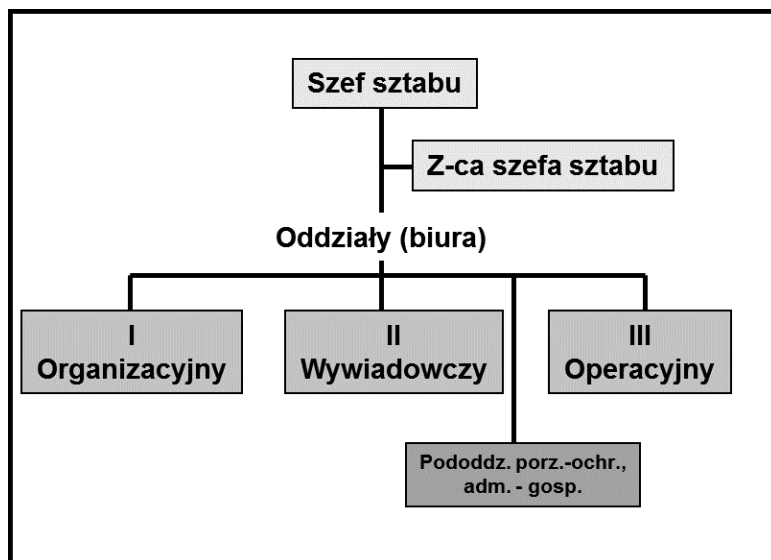 Szef sztabu
Z-ca szefa sztabu
Oddziały (biura)
I
Organizacyjny
II
Wywiadowczy
III
Operacyjny
Pododdz. porz.-ochr.,
adm. - gosp.